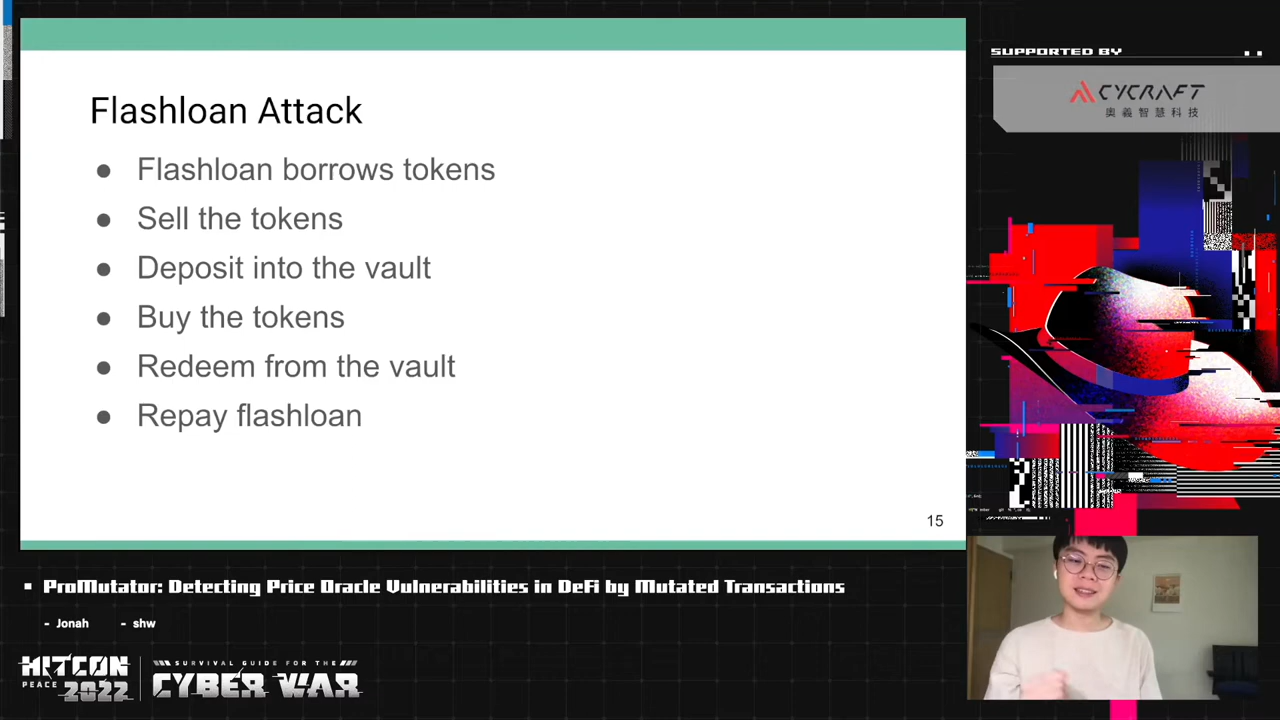 Flashloan Attack
● Flashloan borrows tokens
● Sell the tokens
● Deposit into the vault
● Buy the tokens
● Redeem from the vault
● Repay flashloan
15
SUPPORTED BY
CYCRAFT
奧義智慧科技
ProMutator: Detecting Price Oracle Vulnerabilities in DeFi by Mutated Transactions
- Jonah - shw
HITCON
PEACE 2022
SURVIVAL GUIDE FOR THE
CYBER WAR